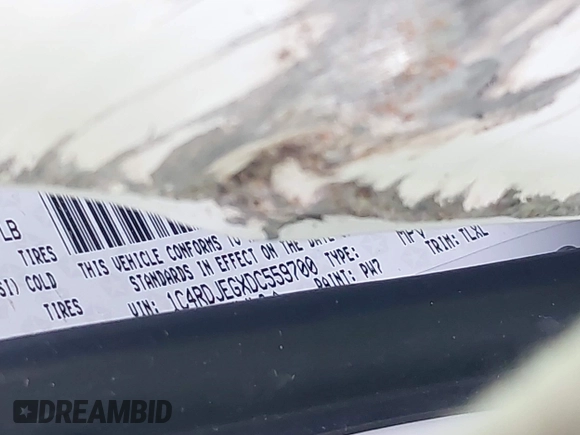 LB
TIRES
SI) COLD
TIRES
THIS VEHICLE CONFORMS TO
STANDARDS IN EFFECT ON THE DATE
VIN: 1C4RDJEGXDC559700
TYPE: MPV
PAINT: PW7
TRIM: TLXL
DREAMBID